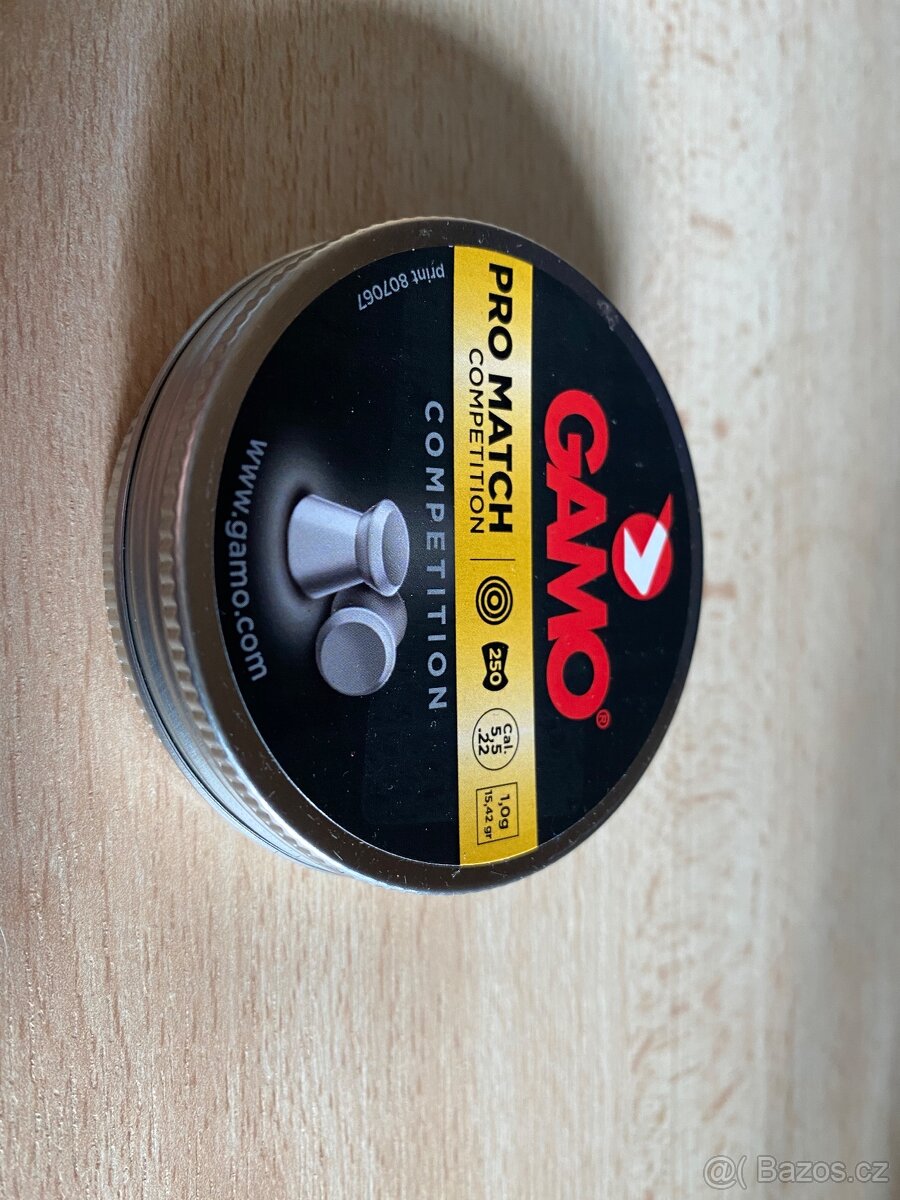 GAMO®
PRO MATCH
COMPETITION
250
Cal.
5,5
.22
1,0g
15,42 gr
COMPETITION
www.gamo.com
print 807067
@( Bazos.cz